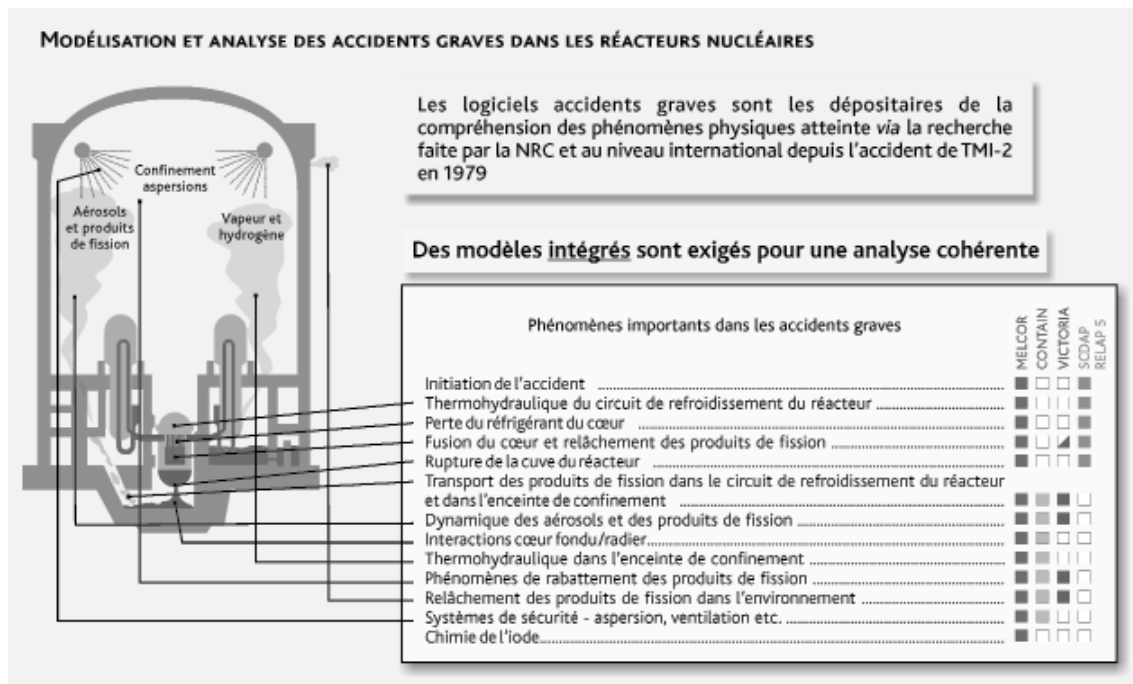 MODÉLISATION ET ANALYSE DES ACCIDENTS GRAVES DANS LES RÉACTEURS NUCLÉAIRES
Les logiciels accidents graves sont les dépositaires de la
compréhension des phénomènes physiques atteinte via la recherche
faite par la NRC et au niveau international depuis l'accident de TMI-2
en 1979
Confinement
aspersions
Aérosols
et produits
de fission
Vapeur et
hydrogène
Des modèles intégrés sont exigés pour une analyse cohérente
Phénomènes importants dans les accidents graves
MELCOR
CONTAIN
VICTORIA
SCDAP
RELAP 5
Initiation de l'accident
Thermohydraulique du circuit de refroidissement du réacteur
Perte du réfrigérant du cœur
Fusion du cœur et relâchement des produits de fission
Rupture de la cuve du réacteur
Transport des produits de fission dans le circuit de refroidissement du réacteur
et dans l'enceinte de confinement
Dynamique des aérosols et des produits de fission
Interactions cœur fondu/radier
Thermohydraulique dans l'enceinte de confinement
Phénomènes de rabattement des produits de fission
Relâchement des produits de fission dans l'environnement
Systèmes de sécurité - aspersion, ventilation etc.
Chimie de l'iode